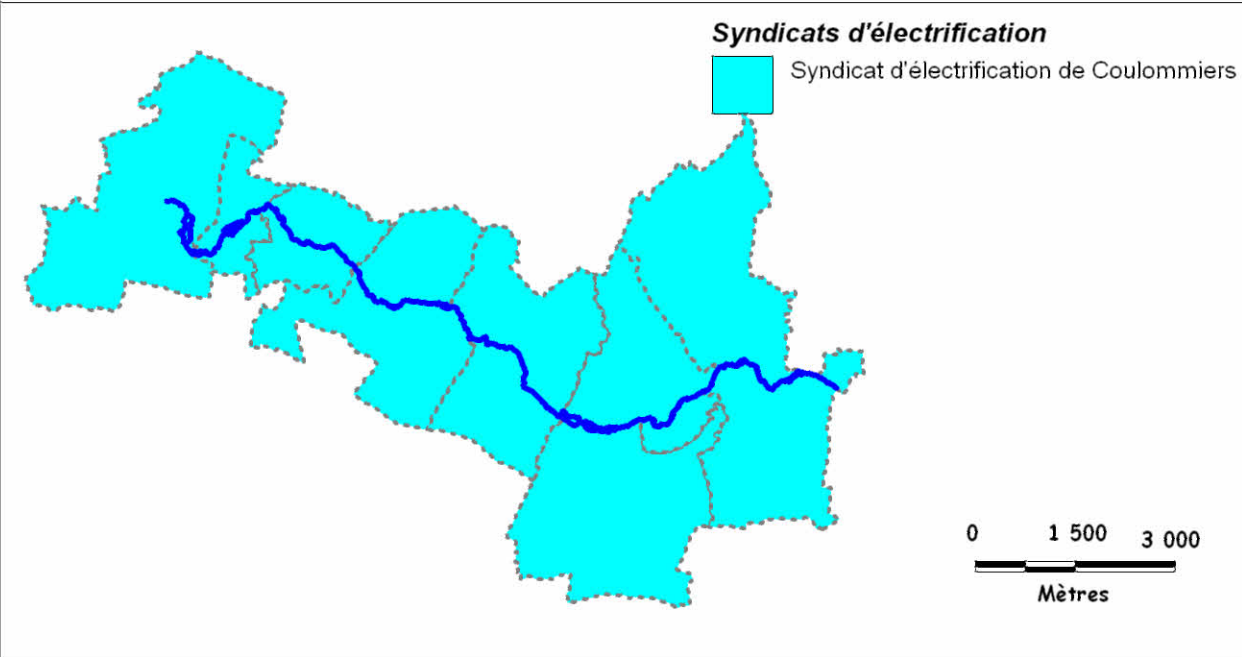 Syndicats d'électrification
Syndicat d'électrification de Coulommiers
0 1 500 3 000
Mètres